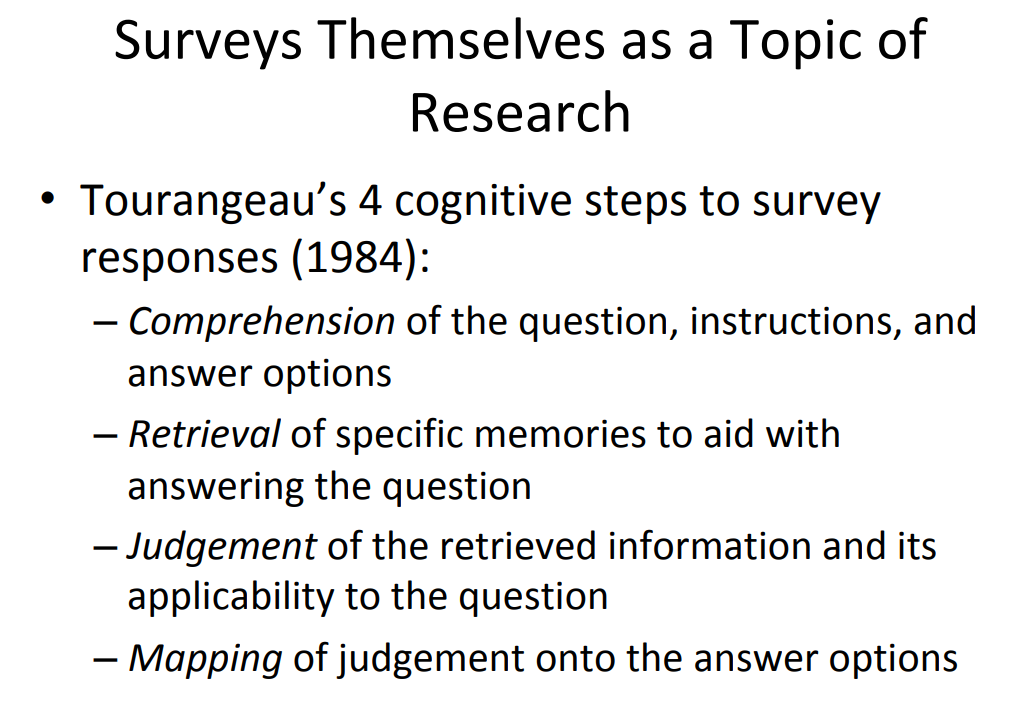 Surveys Themselves as a Topic of
Research
• Tourangeau’s 4 cognitive steps to survey
responses (1984):
– Comprehension of the question, instructions, and
answer options
– Retrieval of specific memories to aid with
answering the question
– Judgement of the retrieved information and its
applicability to the question
– Mapping of judgement onto the answer options